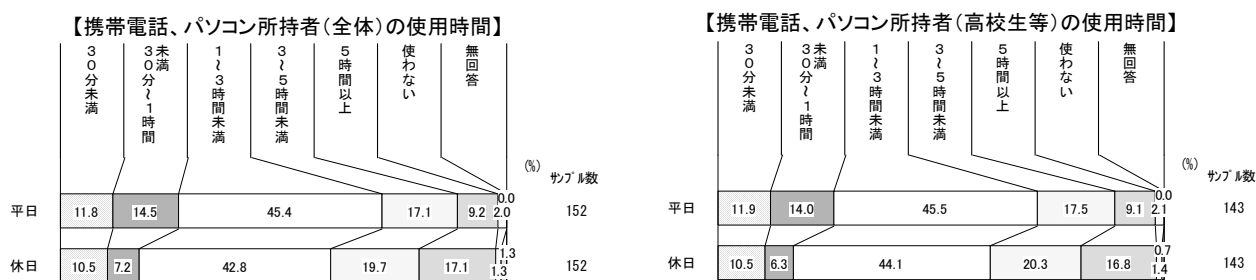 【携帯電話、パソコン所持者(全体)の使用時間】
30分未満
30分～1時間未満
1～3時間未満
3～5時間未満
5時間以上
使わない
無回答
(%)
サンプル数
平日 11.8 14.5 45.4 17.1 9.2 2.0 0.0 152
休日 10.5 7.2 42.8 19.7 17.1 1.3 1.3 152
【携帯電話、パソコン所持者(高校生等)の使用時間】
30分未満
30分～1時間未満
1～3時間未満
3～5時間未満
5時間以上
使わない
無回答
(%)
サンプル数
平日 11.9 14.0 45.5 17.5 9.1 2.1 0.0 143
休日 10.5 6.3 44.1 20.3 16.8 1.4 0.7 143